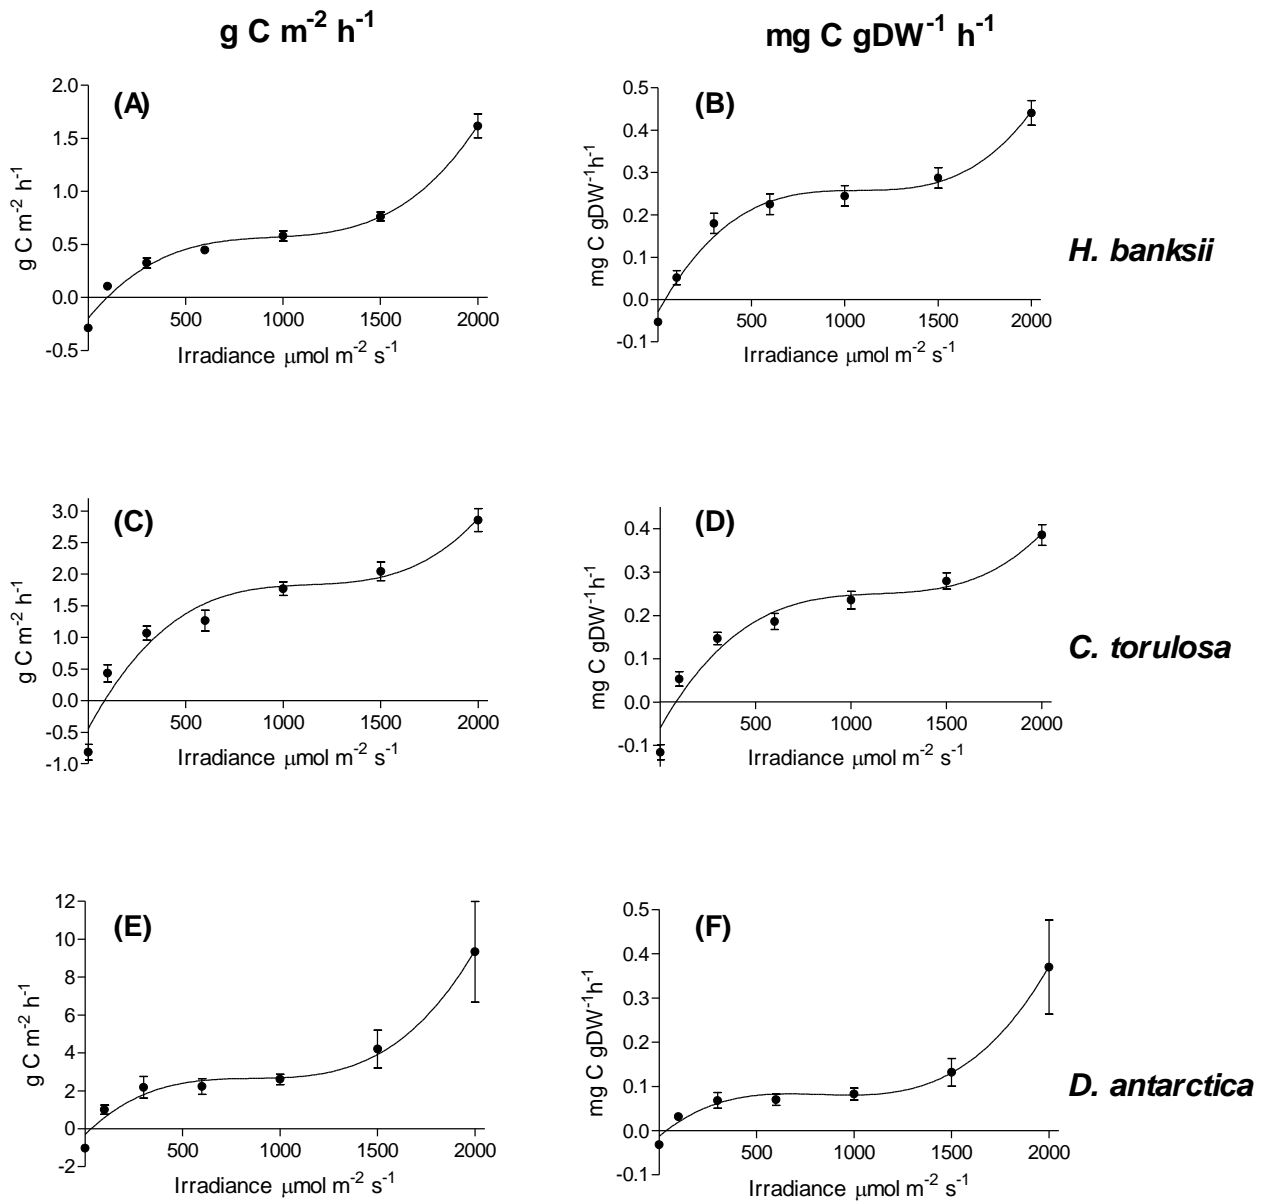 g C m⁻² h⁻¹
mg C gDW⁻¹ h⁻¹
(A)
2.0
1.5
1.0
0.5
0.0
-0.5
500
1000
1500
2000
g C m⁻² h⁻¹
Irradiance μmol m⁻² s⁻¹
(B)
0.5
0.4
0.3
0.2
0.1
0.0
-0.1
500
1000
1500
2000
mg C gDW⁻¹h⁻¹
Irradiance μmol m⁻² s⁻¹
H. banksii
(C)
3.0
2.5
2.0
1.5
1.0
0.5
0.0
-0.5
-1.0
500
1000
1500
2000
g C m⁻² h⁻¹
Irradiance μmol m⁻² s⁻¹
(D)
0.4
0.3
0.2
0.1
0.0
-0.1
500
1000
1500
2000
mg C gDW⁻¹h⁻¹
Irradiance μmol m⁻² s⁻¹
C. torulosa
(E)
12
10
8
6
4
2
0
-2
500
1000
1500
2000
g C m⁻² h⁻¹
Irradiance μmol m⁻² s⁻¹
(F)
0.5
0.4
0.3
0.2
0.1
0.0
-0.1
500
1000
1500
2000
mg C gDW⁻¹h⁻¹
Irradiance μmol m⁻² s⁻¹
D. antarctica